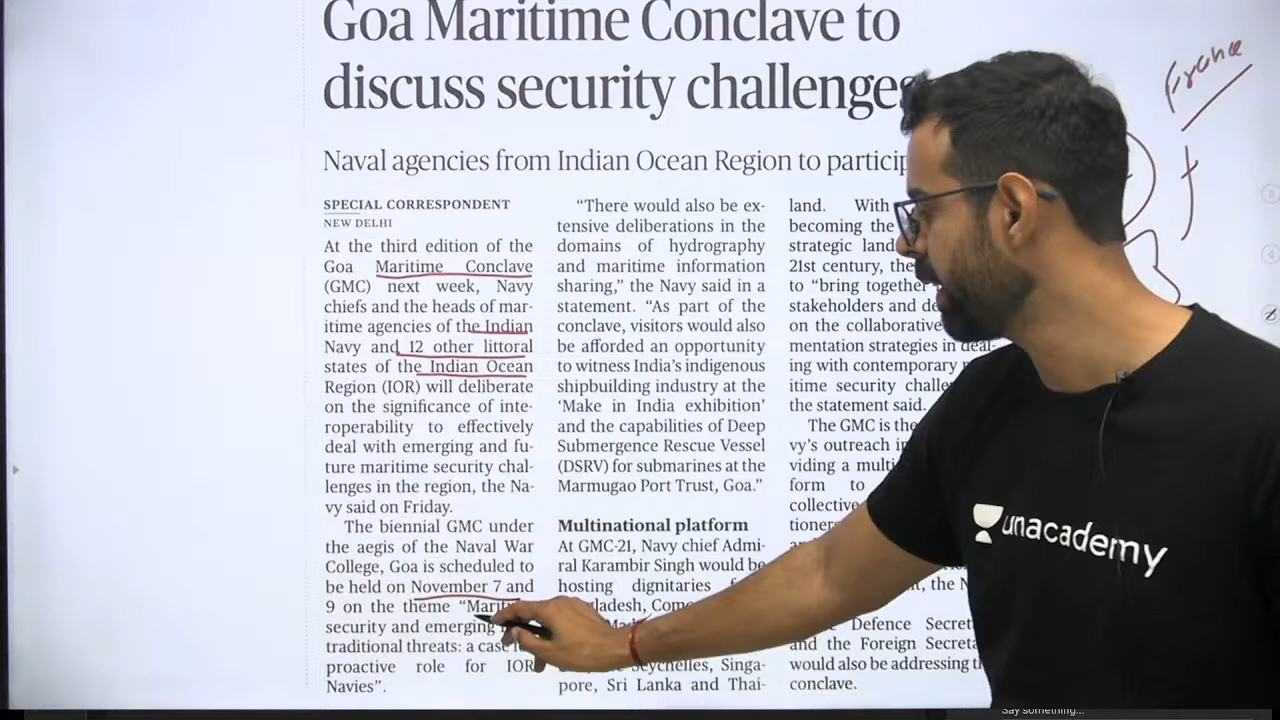 Goa Maritime Conclave to
discuss security challenges
Naval agencies from Indian Ocean Region to
SPECIAL CORRESPONDENT
NEW DELHI
At the third edition of the
Goa Maritime Conclave
(GMC) next week, Navy
chiefs and the heads of mar-
itime agencies of the Indian
Navy and 12 other littoral
states of the Indian Ocean
Region (IOR) will deliberate
on the significance of inte-
roperability to effectively
deal with emerging and fu-
ture maritime security chal-
lenges in the region, the Na-
vy said on Friday.
The biennial GMC under
the aegis of the Naval War
College, Goa is scheduled to
be held on November 7 and
9 on the theme
security and emerging
traditional threats: a case
proactive role for IOR
Navies”.
“There would also be ex-
tensive deliberations in the
domains of hydrography
and maritime information
sharing,” the Navy said in a
statement. “As part of the
conclave, visitors would also
be afforded an opportunity
to witness India’s indigenous
shipbuilding industry at the
‘Make in India exhibition’
and the capabilities of Deep
Submergence Rescue Vessel
(DSRV) for submarines at the
Marmugao Port Trust, Goa.”
Multinational platform
At GMC-21, Navy chief Admi-
ral Karambir Singh would be
hosting dignitaries
Seychelles, Singa-
pore, Sri Lanka and Thai-
land. With
becoming the
strategic
21st century,
to “bring together
stakeholders and
on the collaborative
mentation strategies in deal-
ing with contemporary
itime security
the statement said.
The GMC is the
vy’s outreach
viding a
form to
collective
the
Defence
and the Foreign
would also be addressing
conclave.
unacademy
Say something...